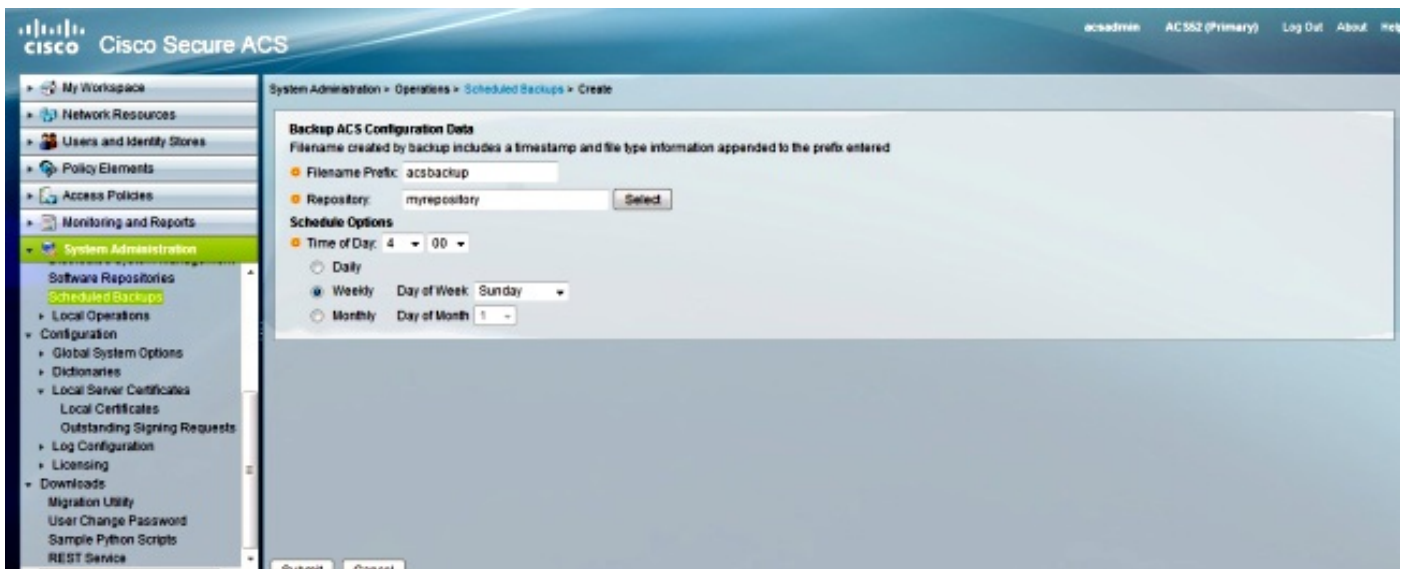 CISCO Cisco Secure ACS
acsadmin ACS52 (Primary) Log Out About Help
My Workspace
Network Resources
Users and Identity Stores
Policy Elements
Access Policies
Monitoring and Reports
System Administration
Software Repositories
Scheduled Backups
Local Operations
Configuration
Global System Options
Dictionaries
Local Server Certificates
Local Certificates
Outstanding Signing Requests
Log Configuration
Licensing
Downloads
Migration Utility
User Change Password
Sample Python Scripts
REST Service
System Administration > Operations > Scheduled Backups > Create
Backup ACS Configuration Data
Filename created by backup includes a timestamp and file type information appended to the prefix entered
Filename Prefix: acsbackup
Repository: myrepository Select
Schedule Options
Time of Day: 4 00
Daily
Weekly Day of Week Sunday
Monthly Day of Month 1
Submit Cancel